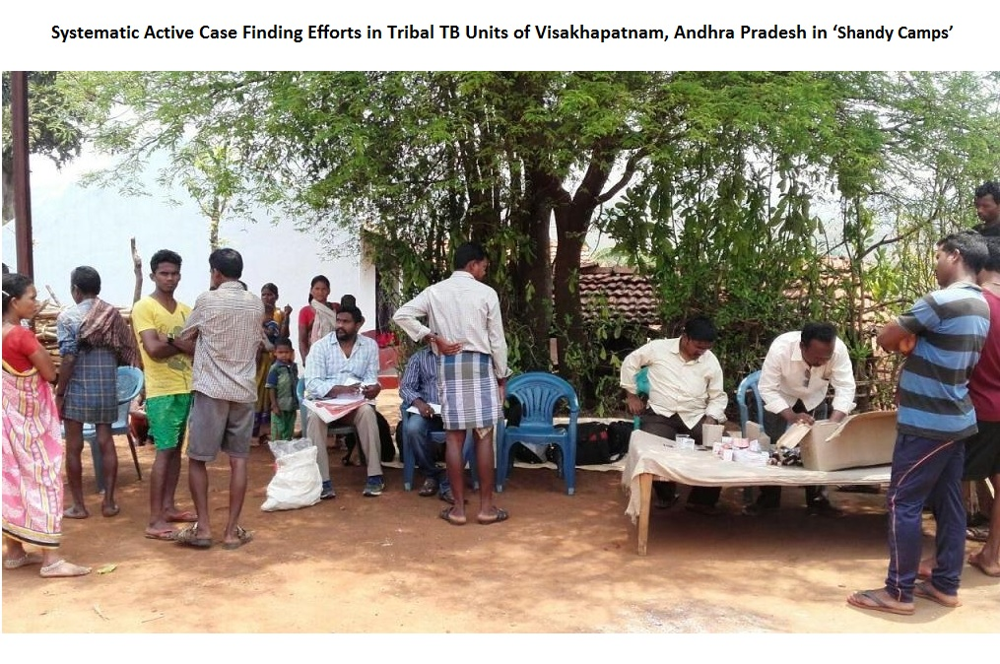 Systematic Active Case Finding Efforts in Tribal TB Units of Visakhapatnam, Andhra Pradesh in ‘Shandy Camps’